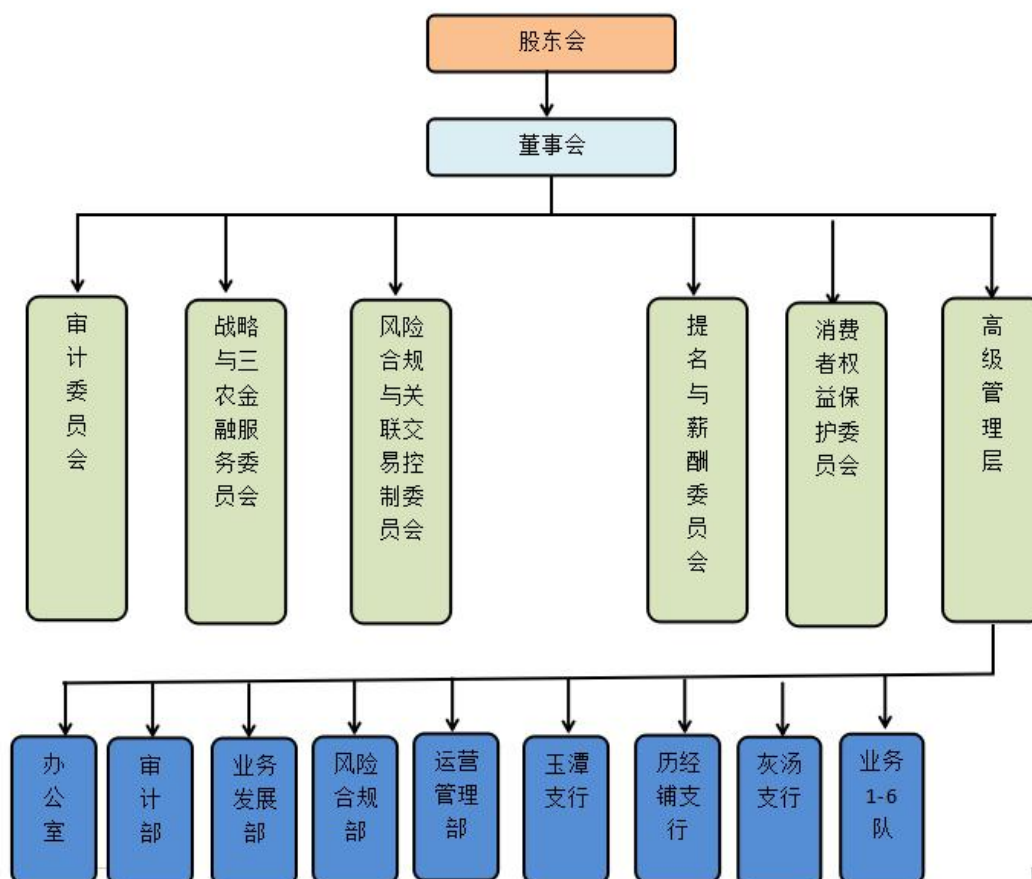 股东会
董事会
审
计
委
员
会
战略
与三
农金
融服
务委
员会
风险
合规
与关
联交
易控
制委
员会
提
名
与
薪
酬
委
员
会
消费
者权
益保
护委
员会
高
级
管
理
层
办
公
室
审
计
部
业务
发展
部
风险
合规
部
运营
管理
部
玉潭
支行
历经
铺支
行
灰汤
支行
业务
1-6
队